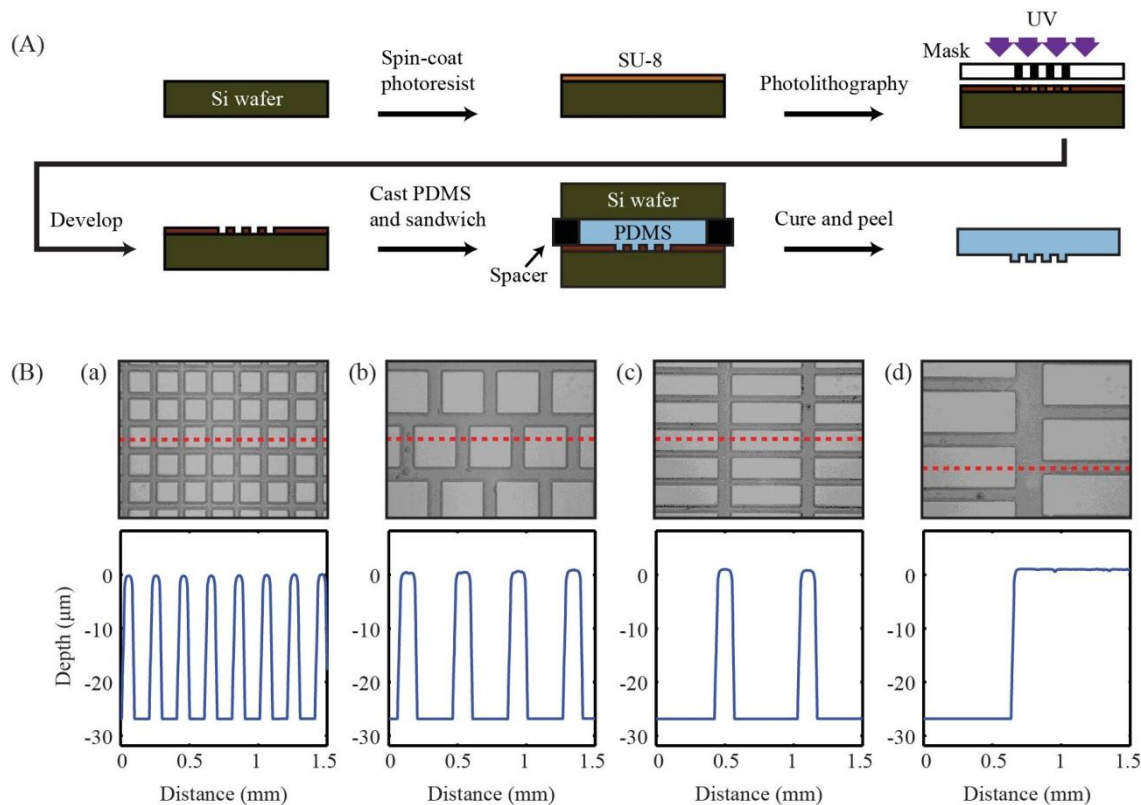 (A)
UV
Mask
Spin-coat
photoresist
SU-8
Photolithography
Si wafer
Develop
Cast PDMS
and sandwich
Si wafer
PDMS
Spacer
Cure and peel
(B)
(a)
(b)
(c)
(d)
Depth (μm)
0
-10
-20
-30
0 0.5 1 1.5
Distance (mm)
0
-10
-20
-30
0 0.5 1 1.5
Distance (mm)
0
-10
-20
-30
0 0.5 1 1.5
Distance (mm)
0
-10
-20
-30
0 0.5 1 1.5
Distance (mm)